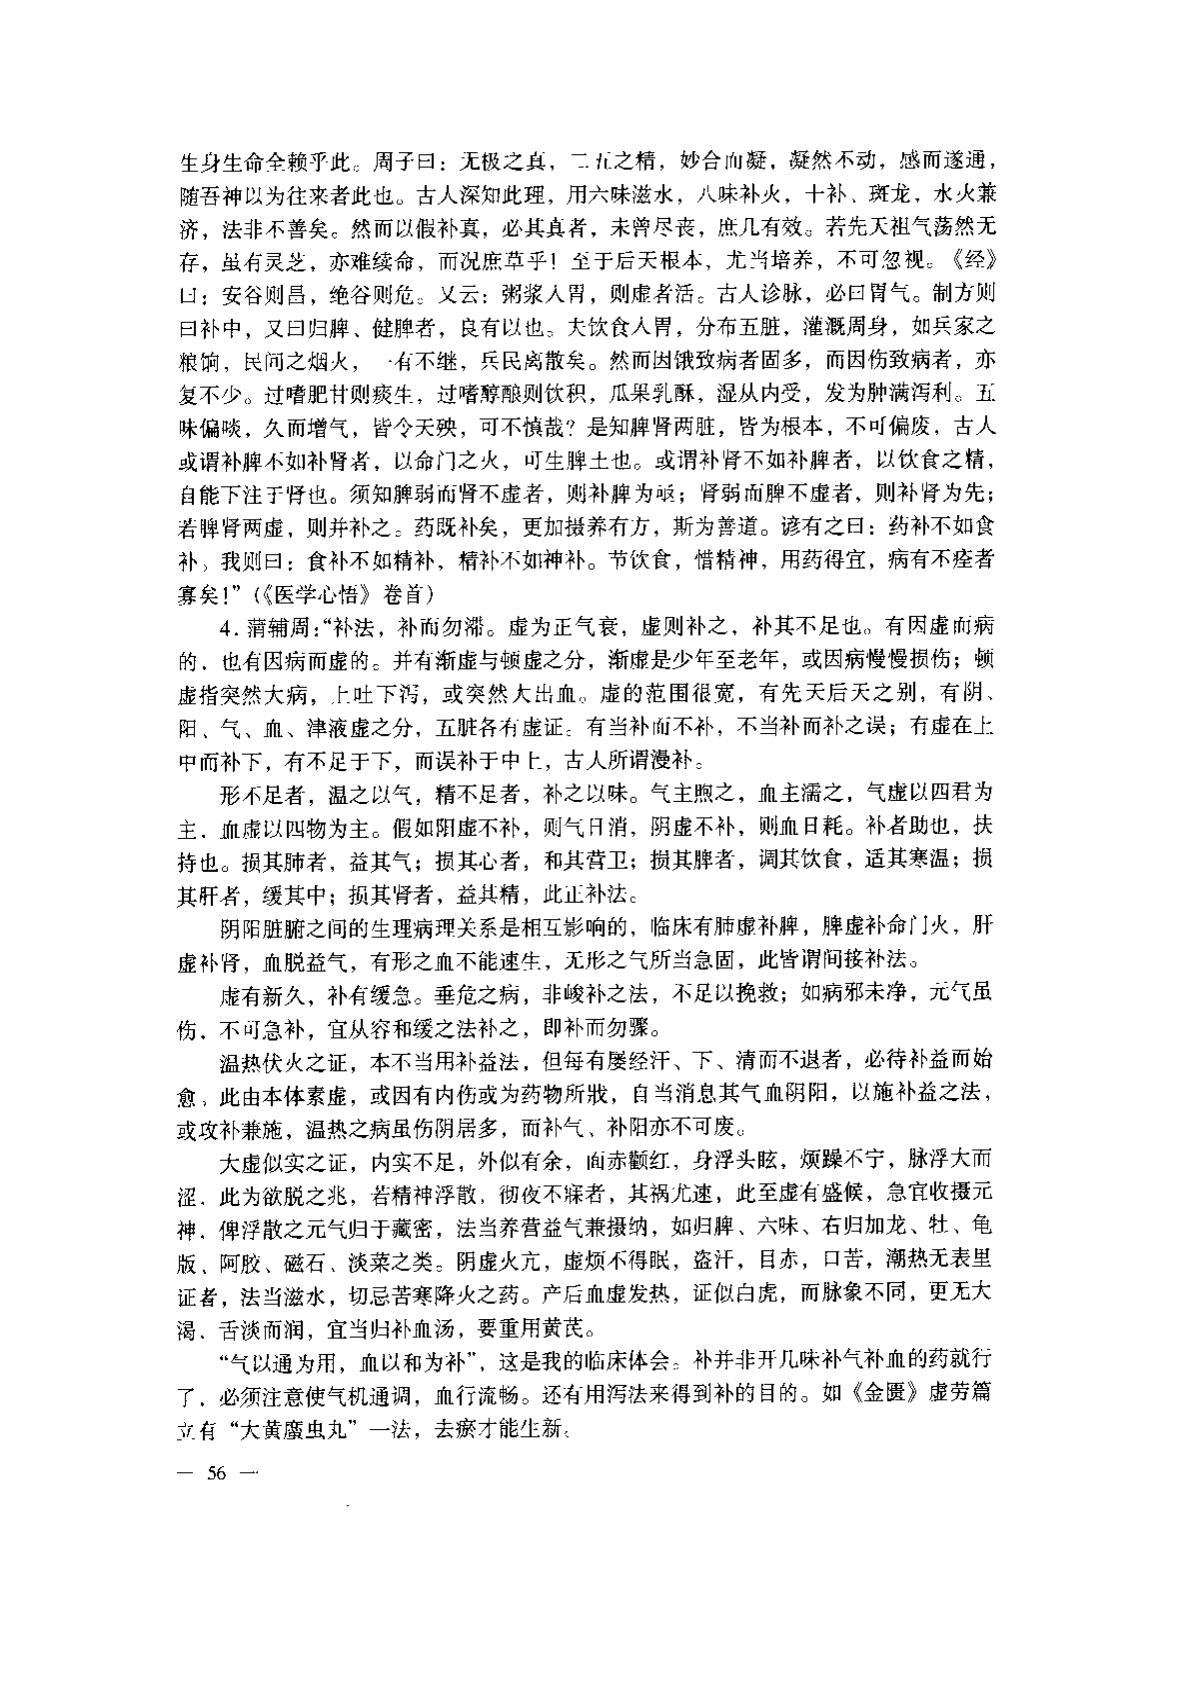 生身生命全赖乎此。周子曰：无极之真，二五之精，妙合而凝，凝然不动，感而遂通，
随吾神以为往来者此也。古人深知此理，用六味滋水，八味补火，十补、斑龙，水火兼
济，法非不善矣。然而以假补真，必其真者，未曾尽丧，庶几有效。若先天祖气荡然无
存，虽有灵芝，亦难续命，而况庶草乎！至于后天根本，尤当培养，不可忽视。《经》
曰：安谷则昌，绝谷则危。又云：粥浆入胃，则虚者活。古人诊脉，必曰胃气。制方则
曰补中，又曰归脾、健脾者，良有以也。夫饮食入胃，分布五脏，灌溉周身，如兵家之
粮饷，民间之烟火，一有不继，兵民离散矣。然而因饿致病者固多，而因伤致病者，亦
复不少。过嗜肥甘则痰生，过嗜醇酿则饮积，瓜果乳酥，湿从内受，发为肿满泻利。五
味偏啖，久而增气，皆令夭殃，可不慎哉？是知脾肾两脏，皆为根本，不可偏废，古人
或谓补脾不如补肾者，以命门之火，可生脾土也。或谓补肾不如补脾者，以饮食之精，
自能下注于肾也。须知脾弱而肾不虚者，则补脾为亟；肾弱而脾不虚者，则补肾为先；
若脾肾两虚，则并补之。药既补矣，更加摄养有方，斯为善道。谚有之曰：药补不如食
补，我则曰：食补不如精补，精补不如神补。节饮食，惜精神，用药得宜，病有不痊者
寡矣！”（《医学心悟》卷首）
4．蒲辅周：“补法，补而勿滞。虚为正气衰，虚则补之，补其不足也。有因虚而病
的，也有因病而虚的。并有渐虚与顿虚之分，渐虚是少年至老年，或因病慢慢损伤；顿
虚指突然大病，上吐下泻，或突然大出血。虚的范围很宽，有先天后天之别，有阴、
阳、气、血、津液虚之分，五脏各有虚证。有当补而不补，不当补而补之误；有虚在上
中而补下，有不足于下，而误补于中上，古人所谓漫补。
形不足者，温之以气，精不足者，补之以味。气主煦之，血主濡之，气虚以四君为
主，血虚以四物为主。假如阳虚不补，则气日消，阴虚不补，则血日耗。补者助也，扶
持也。损其肺者，益其气；损其心者，和其营卫；损其脾者，调其饮食，适其寒温；损
其肝者，缓其中；损其肾者，益其精，此正补法。
阴阳脏腑之间的生理病理关系是相互影响的，临床有肺虚补脾，脾虚补命门火，肝
虚补肾，血脱益气，有形之血不能速生，无形之气所当急固，此皆谓间接补法。
虚有新久，补有缓急。垂危之病，非峻补之法，不足以挽救；如病邪未净，元气虽
伤，不可急补，宜从容和缓之法补之，即补而勿骤。
温热伏火之证，本不当用补益法，但每有屡经汗、下、清而不退者，必待补益而始
愈，此由本体素虚，或因有内伤或为药物所戕，自当消息其气血阴阳，以施补益之法，
或攻补兼施，温热之病虽伤阴居多，而补气、补阳亦不可废。
大虚似实之证，内实不足，外似有余，面赤颧红，身浮头眩，烦躁不宁，脉浮大而
涩，此为欲脱之兆，若精神浮散，彻夜不寐者，其祸尤速，此至虚有盛候，急宜收摄元
神，俾浮散之元气归于藏密，法当养营益气兼摄纳，如归脾、六味、右归加龙、牡、龟
版、阿胶、磁石、淡菜之类。阴虚火亢，虚烦不得眠，盗汗，目赤，口苦，潮热无表里
证者，法当滋水，切忌苦寒降火之药。产后血虚发热，证似白虎，而脉象不同，更无大
渴，舌淡而润，宜当归补血汤，要重用黄芪。
“气以通为用，血以和为补”，这是我的临床体会。补并非开几味补气补血的药就行
了，必须注意使气机通调，血行流畅。还有用泻法来得到补的目的。如《金匮》虚劳篇
立有“大黄䗪虫丸”一法，去瘀才能生新。
— 56 —